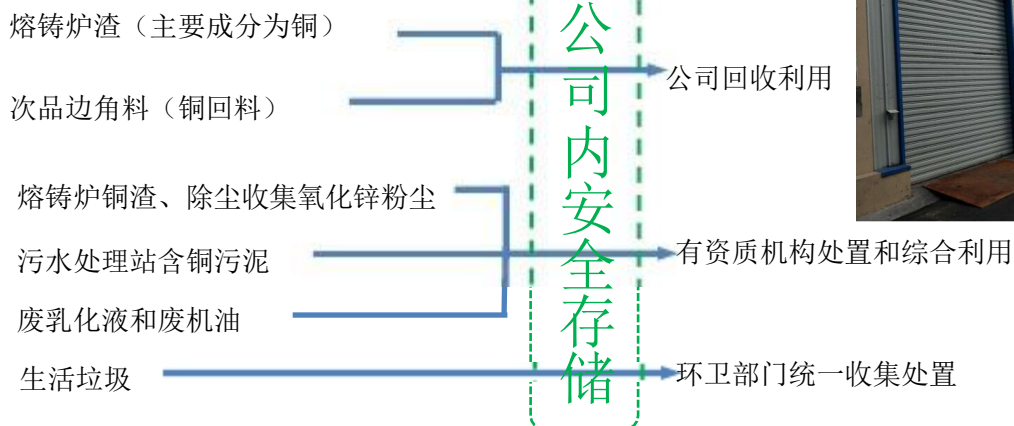 熔铸炉渣（主要成分为铜）
次品边角料（铜回料）
公司回收利用
熔铸炉铜渣、除尘收集氧化锌粉尘
污水处理站含铜污泥
废乳化液和废机油
有资质机构处置和综合利用
生活垃圾
环卫部门统一收集处置
公司内安全存储